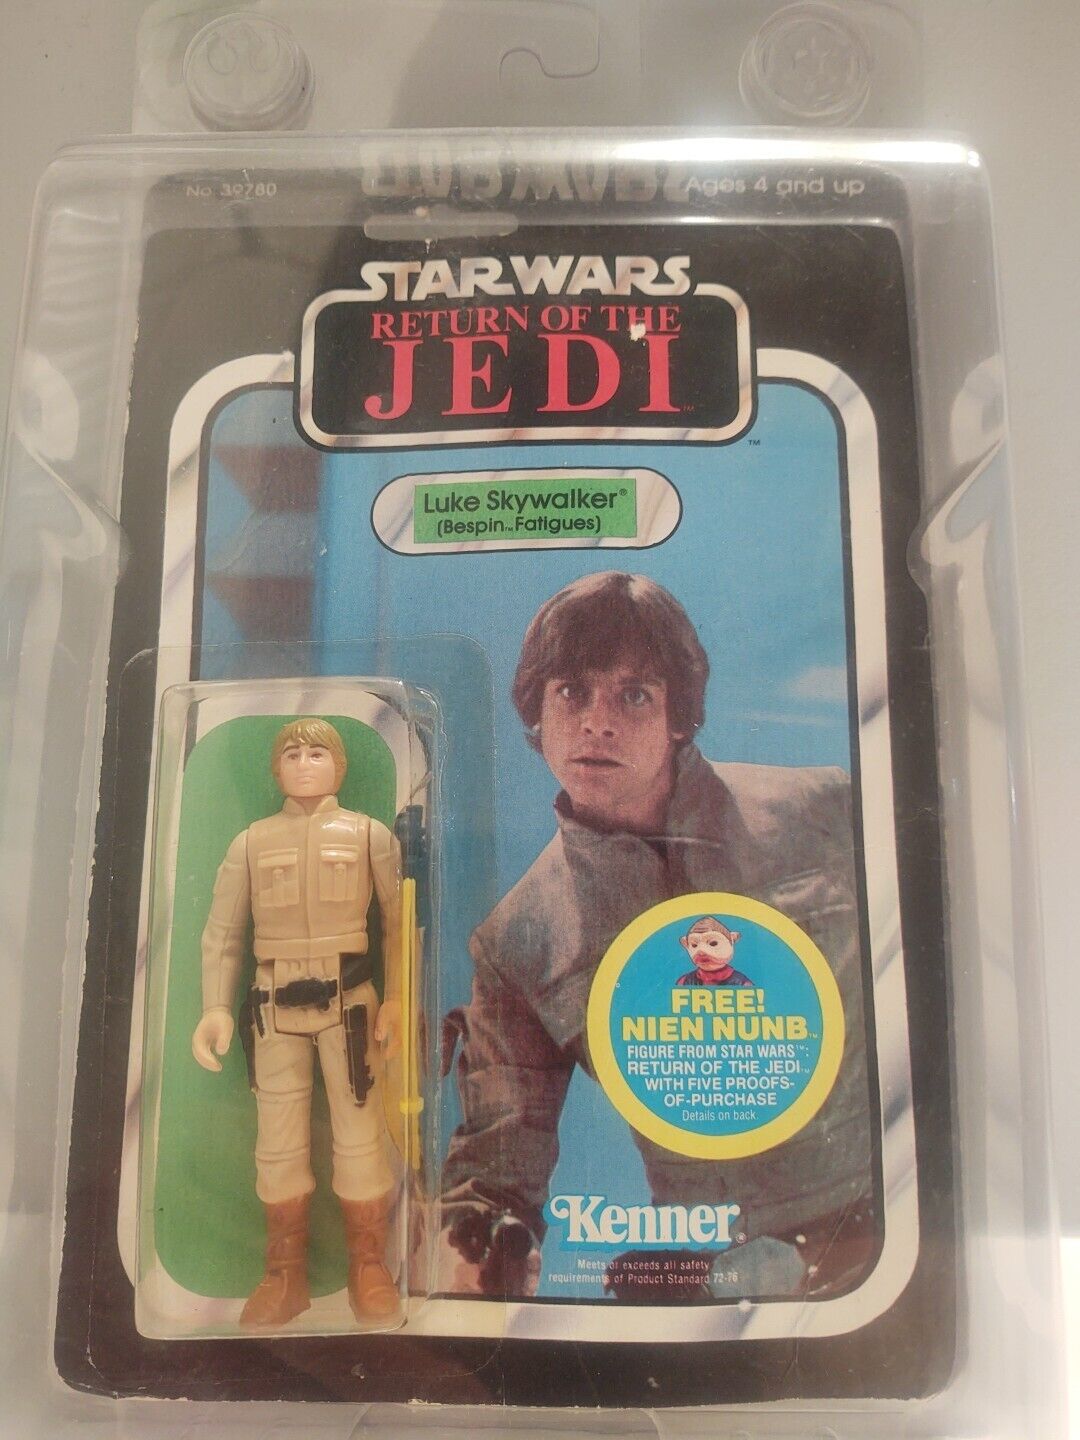 No. 39780
Ages 4 and up
STAR WARS
RETURN OF THE
JEDI™
™
Luke Skywalker®
(Bespin™ Fatigues)
FREE!
NIEN NUNB™
FIGURE FROM STAR WARS™:
RETURN OF THE JEDI™
WITH FIVE PROOFS-
OF-PURCHASE
Details on back.
Kenner®
Meets or exceeds all safety
requirements of Product Standard 72-76